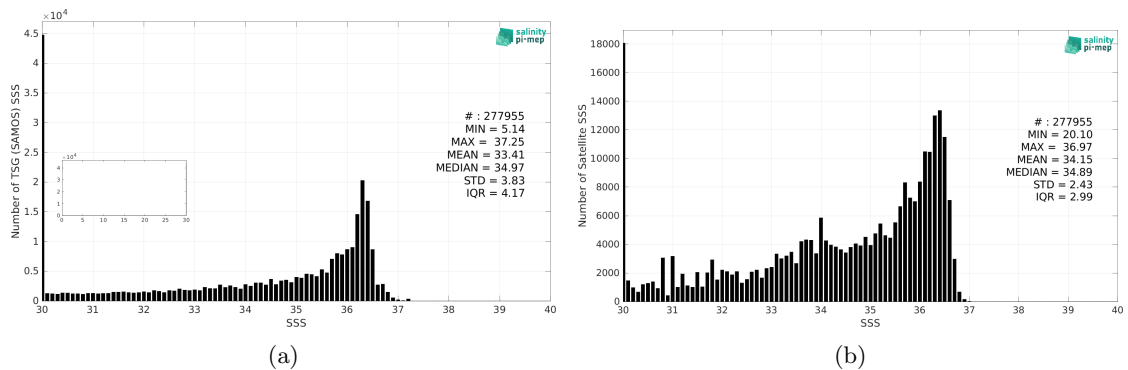 ×10⁴
4.5
4
3.5
3
2.5
2
1.5
1
0.5
0
Number of TSG (SAMOS) SSS
salinity
pi-mep
# : 277955
MIN = 5.14
MAX = 37.25
MEAN = 33.41
MEDIAN = 34.97
STD = 3.83
IQR = 4.17
×10⁴
4
3
2
1
0
0 5 10 15 20 25 30
30 31 32 33 34 35 36 37 38 39 40
SSS
(a)
18000
16000
14000
12000
10000
8000
6000
4000
2000
0
Number of Satellite SSS
salinity
pi-mep
# : 277955
MIN = 20.10
MAX = 36.97
MEAN = 34.15
MEDIAN = 34.89
STD = 2.43
IQR = 2.99
30 31 32 33 34 35 36 37 38 39 40
SSS
(b)